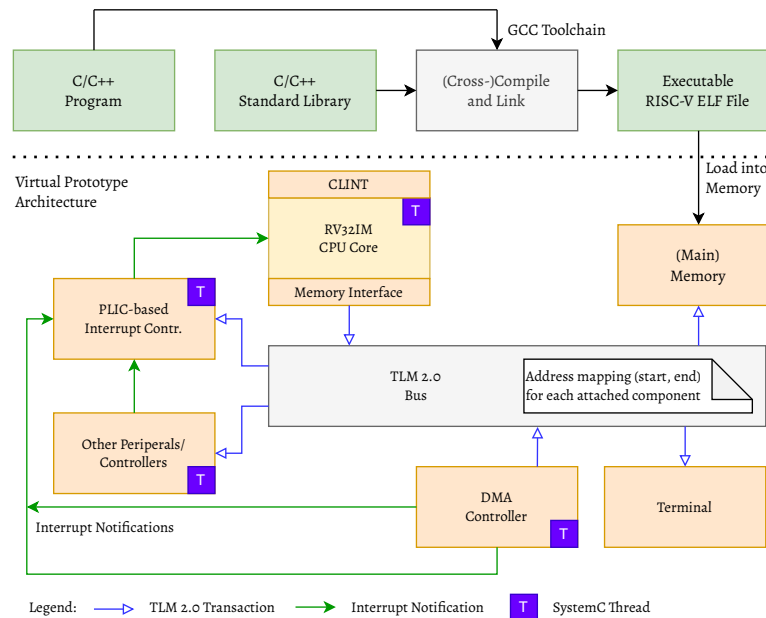 GCC Toolchain
C/C++
Program
C/C++
Standard Library
(Cross-)Compile
and Link
Executable
RISC-V ELF File
Load into
Memory
Virtual Prototype
Architecture
CLINT
T
RV32IM
CPU Core
Memory Interface
(Main)
Memory
T
PLIC-based
Interrupt Contr.
TLM 2.0
Bus
Address mapping (start, end)
for each attached component
Other Periperals/
Controllers
T
DMA
Controller
T
Terminal
Interrupt Notifications
Legend:
TLM 2.0 Transaction
Interrupt Notification
T
SystemC Thread